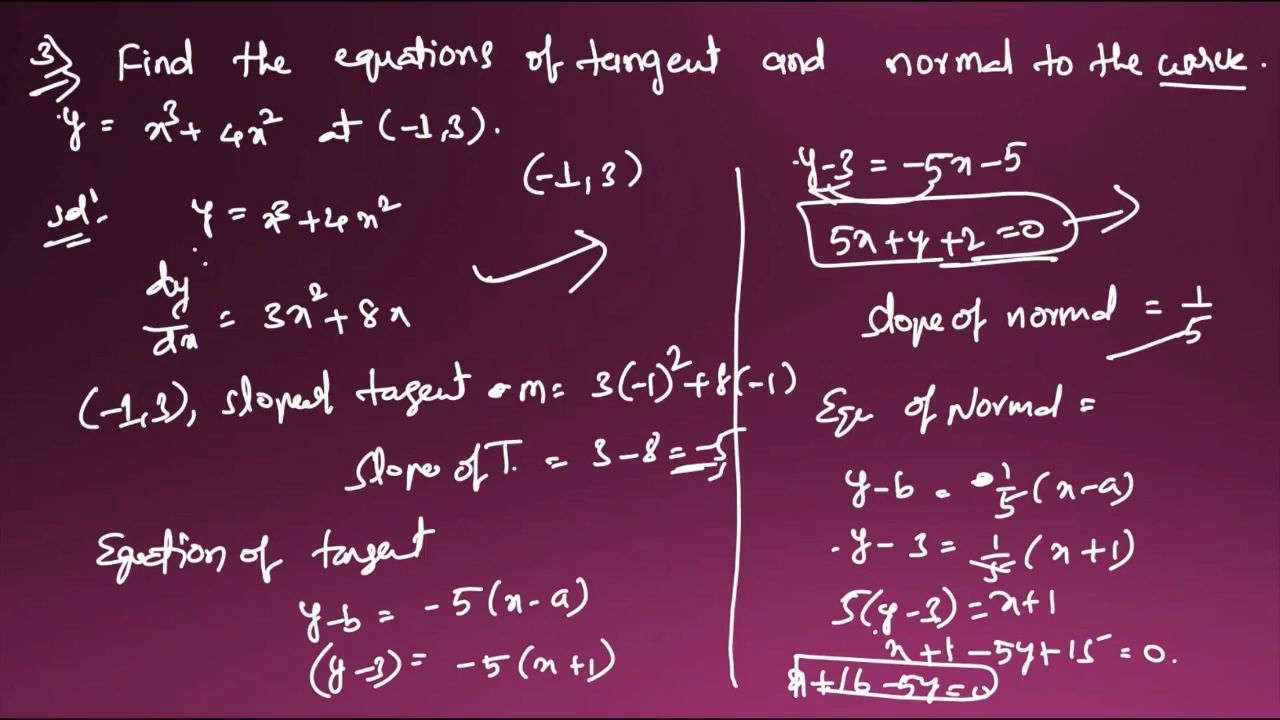 3) Find the equations of tangent and normal to the curve.
y = x³ + 4x² at (-1,3).
sol:
y = x³ + 4x²
(-1,3)
dy/dx = 3x² + 8x
(-1,3), slope of tagent m = 3(-1)² + 8(-1)
Slope of T. = 3 - 8 = -5
Equation of tangent
y-b = -5(x-a)
(y-3) = -5(x+1)
y-3 = -5x-5
5x+y+2=0
slope of normal = 1/5
Eqn of Normal =
y-b = 1/5 (x-a)
y-3 = 1/5 (x+1)
5(y-3) = x+1
x+1-5y+15=0.
x+16-5y=0